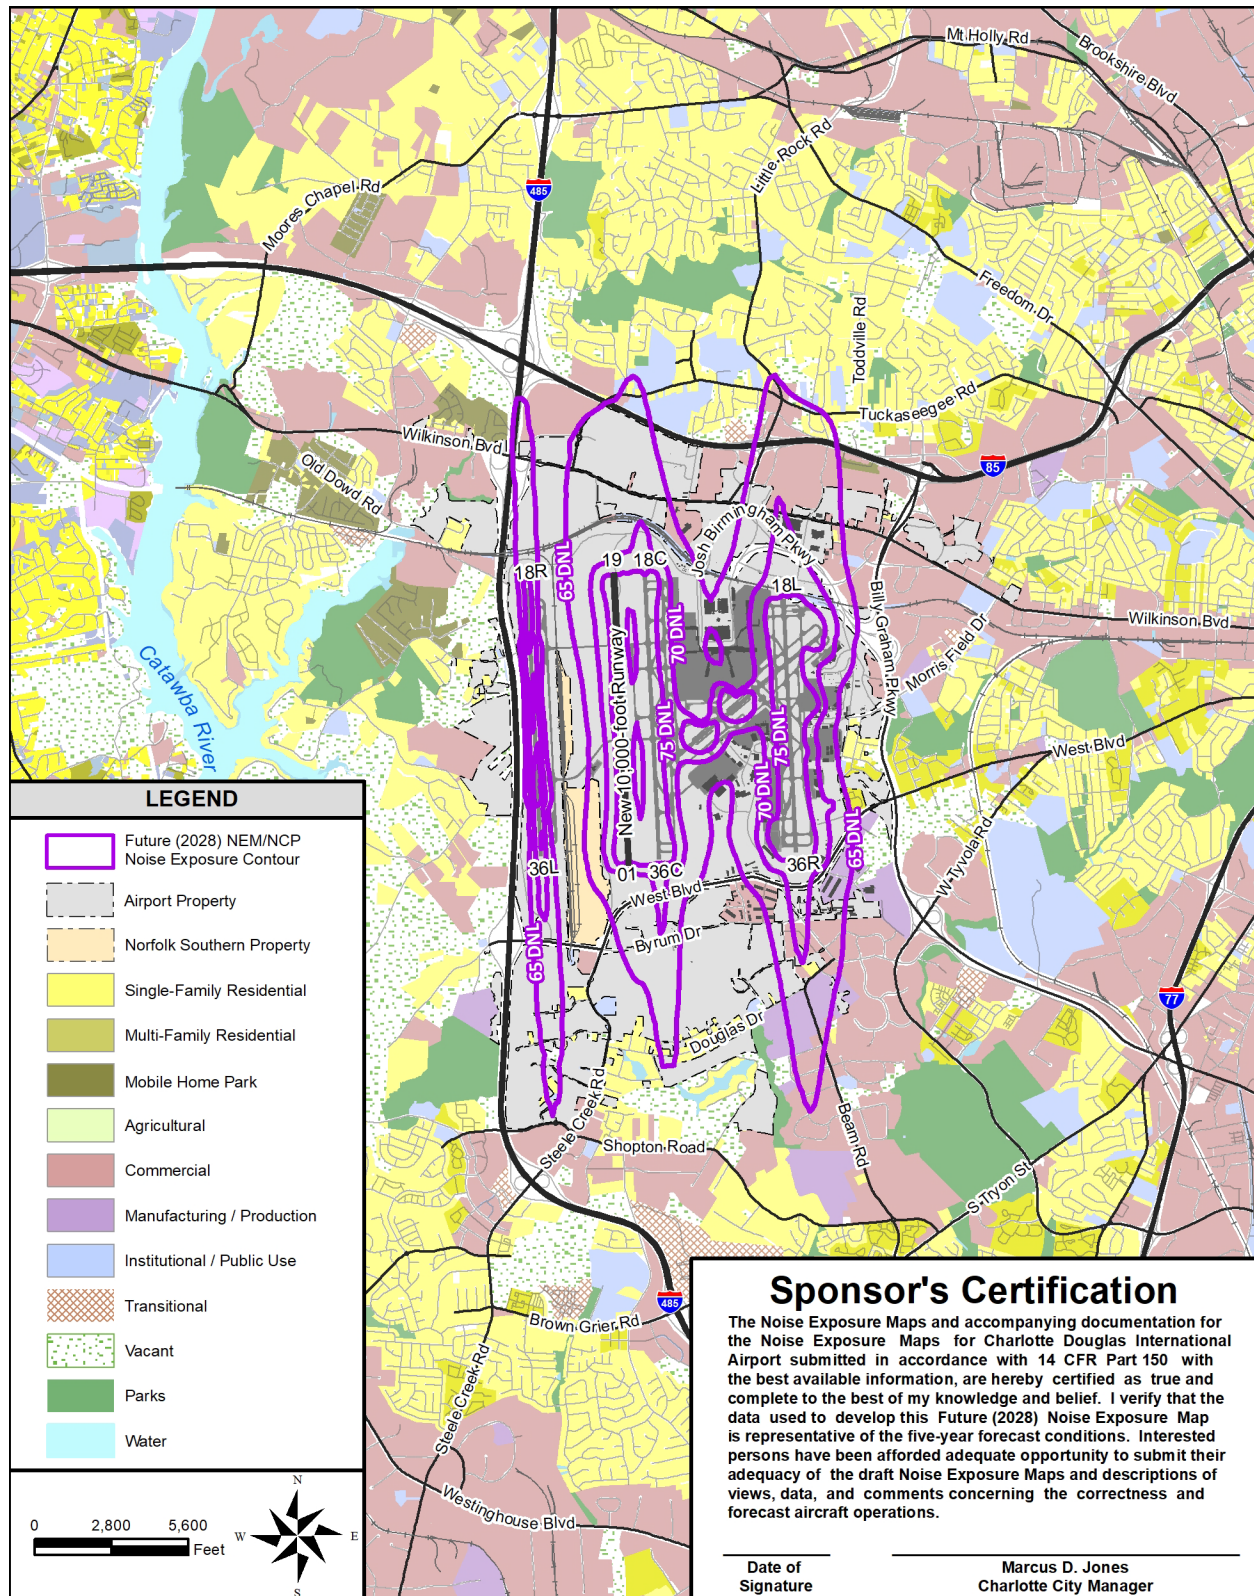 Mt Holly Rd
Brookshire Blvd
Little Rock Rd
485
Moores Chapel Rd
Freedom Dr
Toddville Rd
Tuckaseegee Rd
Wilkinson Blvd
85
Old Dowd Rd
Josh Birmingham Pkwy
65 DNL
18R
19
18C
18L
70 DNL
Billy Graham Pkwy
Wilkinson Blvd
Morris Field Dr
Catawba River
New 10,000-foot Runway
75 DNL
75 DNL
70 DNL
West Blvd
65 DNL
W Tyvola Rd
36L
01
36C
36R
West Blvd
Byrum Dr
65 DNL
77
Douglas Dr
Steele Creek Rd
Beam Rd
Shopton Road
S Tryon St
485
Brown Grier Rd
Steele Creek Rd
Westinghouse Blvd
LEGEND
Future (2028) NEM/NCP
Noise Exposure Contour
Airport Property
Norfolk Southern Property
Single-Family Residential
Multi-Family Residential
Mobile Home Park
Agricultural
Commercial
Manufacturing / Production
Institutional / Public Use
Transitional
Vacant
Parks
Water
0 2,800 5,600
Feet
N
W E
S
Sponsor's Certification
The Noise Exposure Maps and accompanying documentation for
the Noise Exposure Maps for Charlotte Douglas International
Airport submitted in accordance with 14 CFR Part 150 with
the best available information, are hereby certified as true and
complete to the best of my knowledge and belief. I verify that the
data used to develop this Future (2028) Noise Exposure Map
is representative of the five-year forecast conditions. Interested
persons have been afforded adequate opportunity to submit their
adequacy of the draft Noise Exposure Maps and descriptions of
views, data, and comments concerning the correctness and
forecast aircraft operations.
Date of
Signature
Marcus D. Jones
Charlotte City Manager